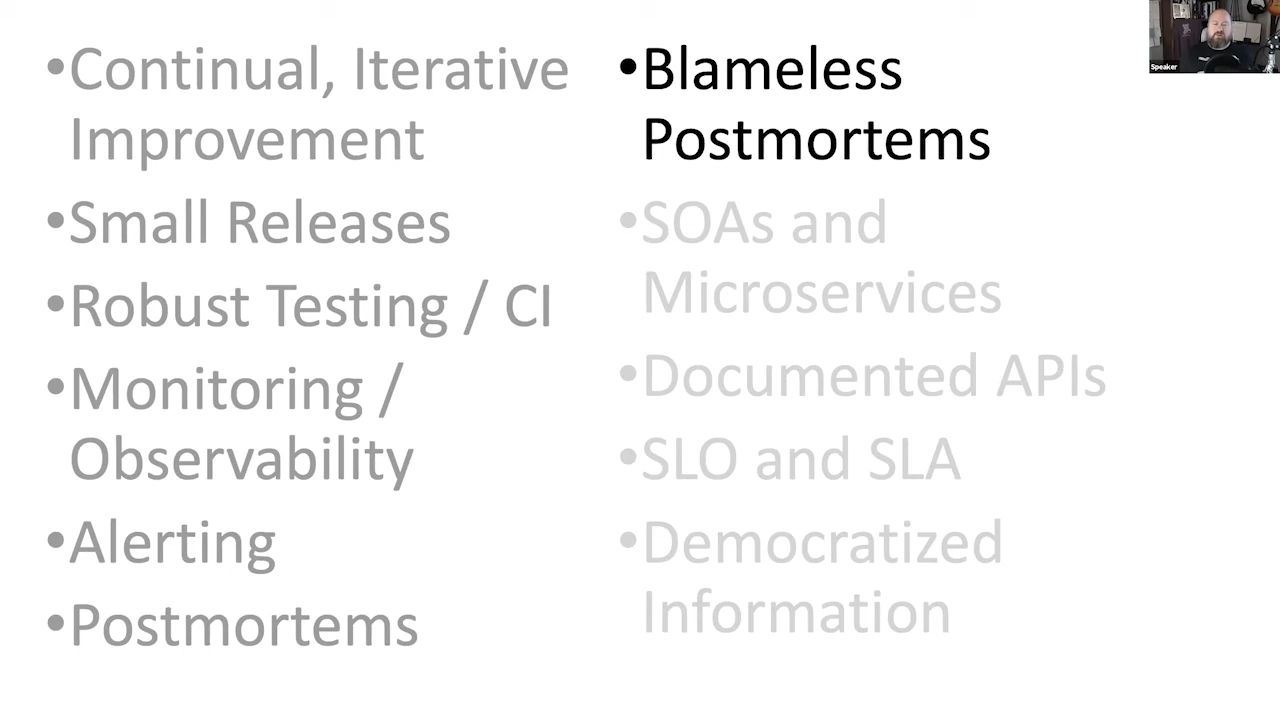 •Continual, Iterative
Improvement
•Small Releases
•Robust Testing / CI
•Monitoring /
Observability
•Alerting
•Postmortems
•Blameless
Postmortems
•SOAs and
Microservices
•Documented APIs
•SLO and SLA
•Democratized
Information
Speaker